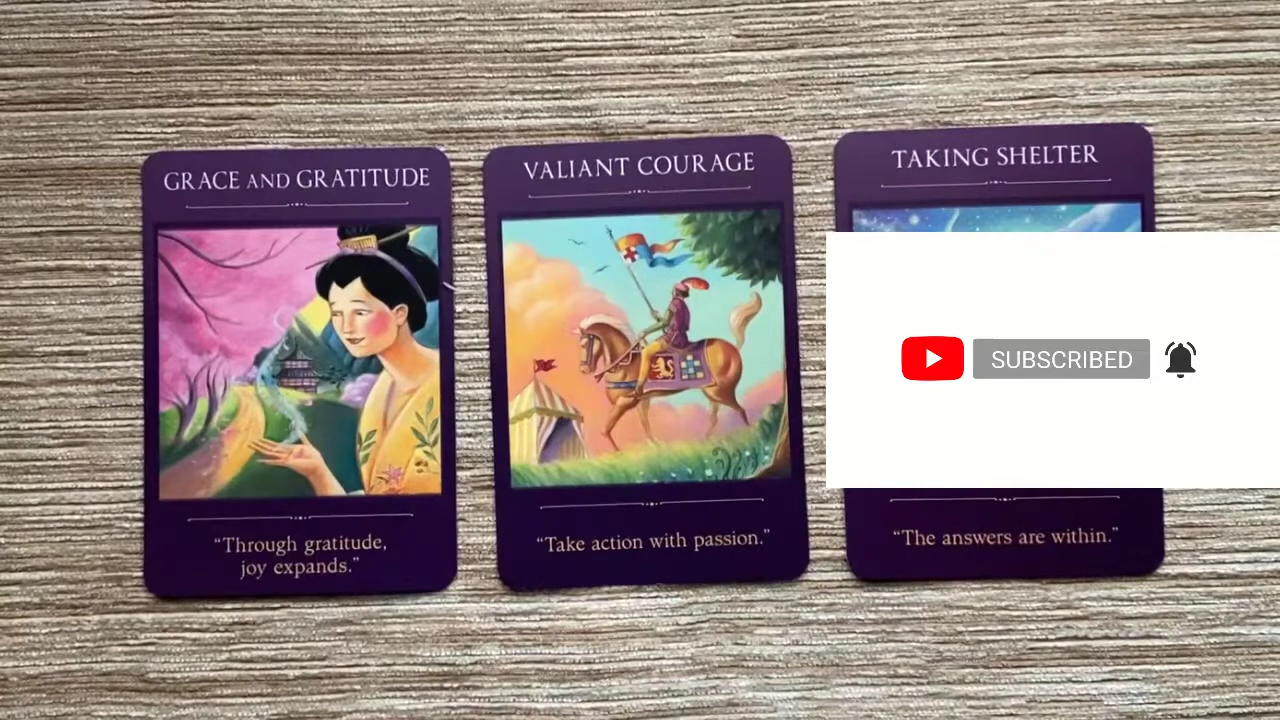 GRACE AND GRATITUDE
VALIANT COURAGE
TAKING SHELTER
SUBSCRIBED
“Through gratitude,
joy expands.”
“Take action with passion.”
“The answers are within.”